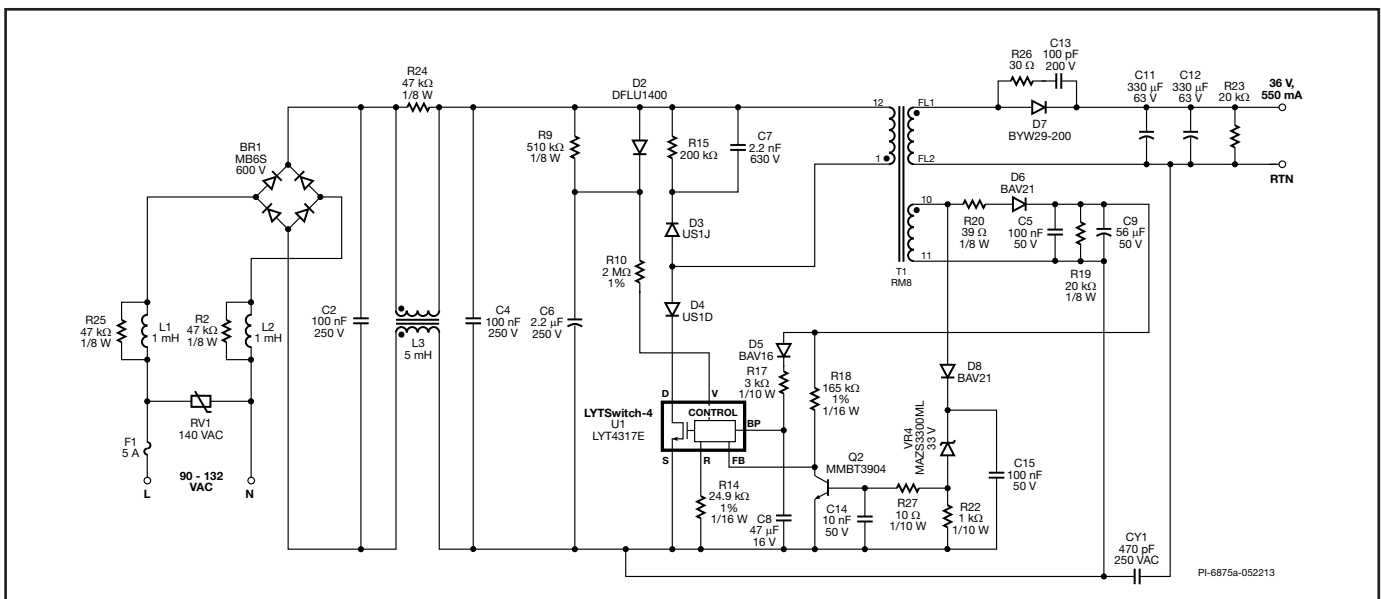 R24
47 kΩ
1/8 W
D2
DFLU1400
BR1
MB6S
600 V
R9
510 kΩ
1/8 W
R15
200 kΩ
C7
2.2 nF
630 V
12
1
FL1
FL2
R26
30 Ω
C13
100 pF
200 V
D7
BYW29-200
C11
330 µF
63 V
C12
330 µF
63 V
R23
20 kΩ
36 V,
550 mA
RTN
D6
BAV21
10
R20
39 Ω
1/8 W
C5
100 nF
50 V
C9
56 µF
50 V
R19
20 kΩ
1/8 W
11
T1
RM8
D3
US1J
R10
2 MΩ
1%
D4
US1D
R25
47 kΩ
1/8 W
L1
1 mH
R2
47 kΩ
1/8 W
L2
1 mH
C2
100 nF
250 V
L3
5 mH
C4
100 nF
250 V
C6
2.2 µF
250 V
D5
BAV16
R17
3 kΩ
1/10 W
R18
165 kΩ
1%
1/16 W
D8
BAV21
RV1
140 VAC
F1
5 A
90 - 132
VAC
L
N
LYTSwitch-4
U1
LYT4317E
D
V
CONTROL
BP
S
R
FB
R14
24.9 kΩ
1%
1/16 W
C8
47 µF
16 V
Q2
MMBT3904
C14
10 nF
50 V
R27
10 Ω
1/10 W
VR4
MAZS3300ML
33 V
R22
1 kΩ
1/10 W
C15
100 nF
50 V
CY1
470 pF
250 VAC
PI-6875a-052213